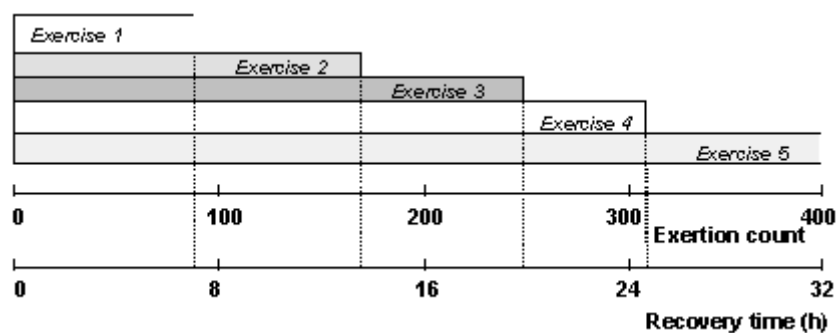 Exercise 1
Exercise 2
Exercise 3
Exercise 4
Exercise 5
0 100 200 300 400
Exertion count
0 8 16 24 32
Recovery time (h)